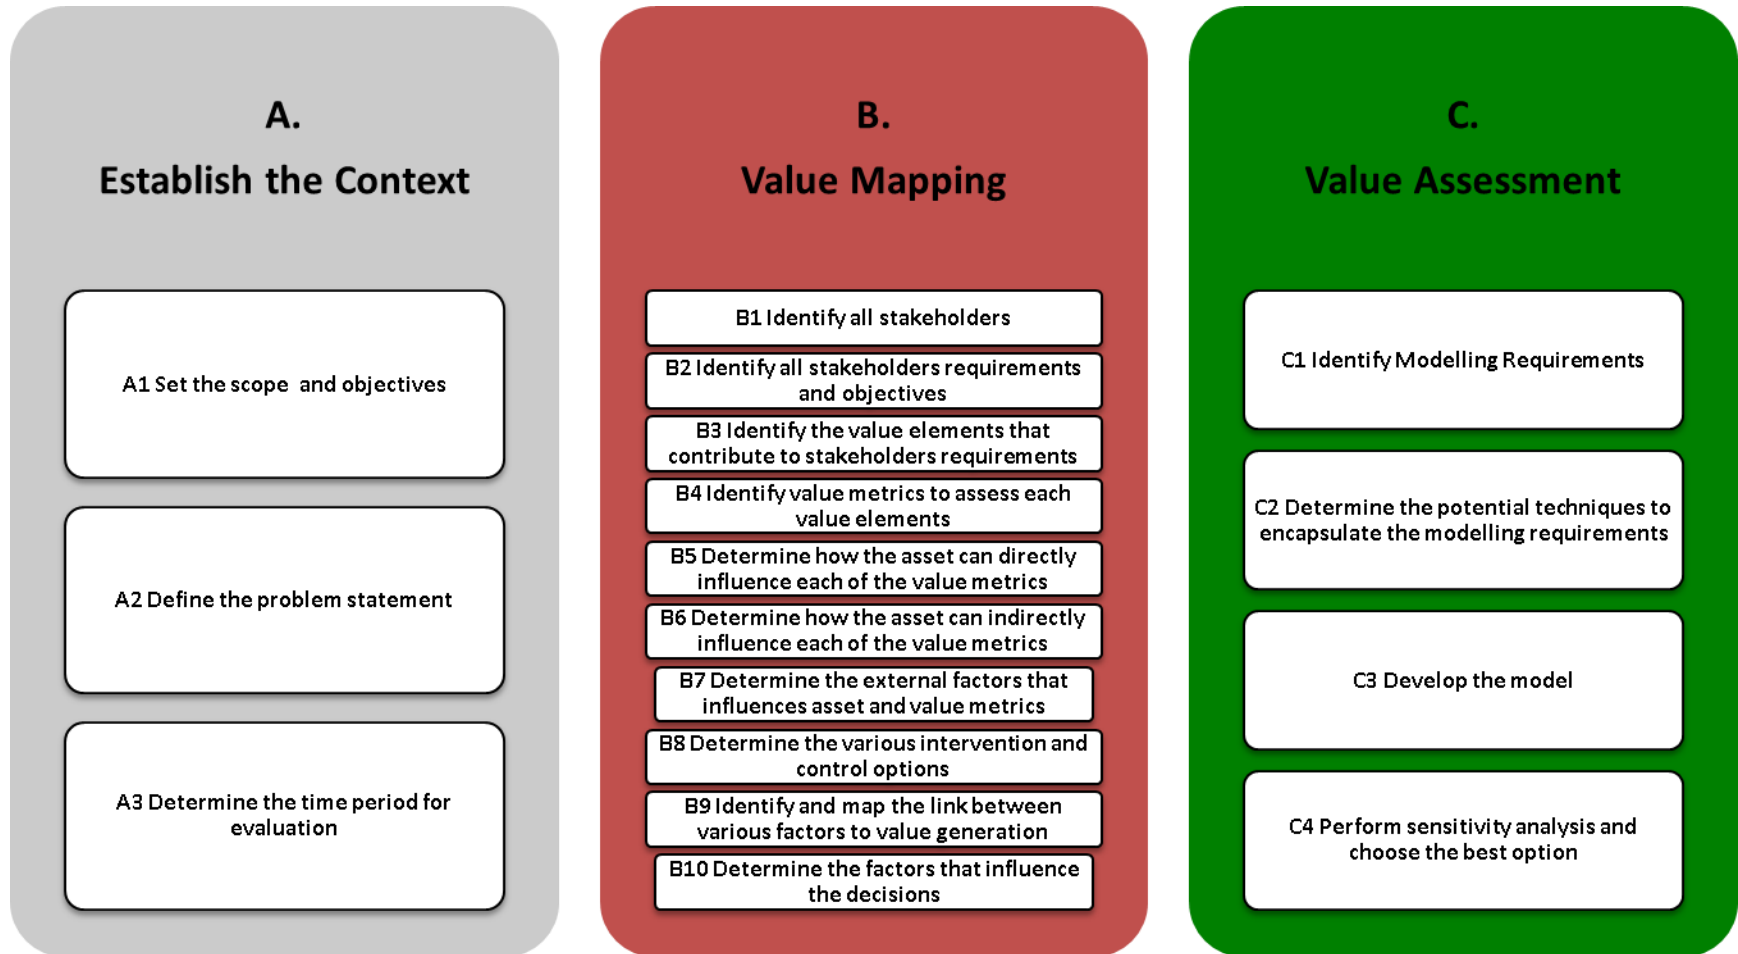 A.
Establish the Context
A1 Set the scope and objectives
A2 Define the problem statement
A3 Determine the time period for
evaluation
B.
Value Mapping
B1 Identify all stakeholders
B2 Identify all stakeholders requirements
and objectives
B3 Identify the value elements that
contribute to stakeholders requirements
B4 Identify value metrics to assess each
value elements
B5 Determine how the asset can directly
influence each of the value metrics
B6 Determine how the asset can indirectly
influence each of the value metrics
B7 Determine the external factors that
influences asset and value metrics
B8 Determine the various intervention and
control options
B9 Identify and map the link between
various factors to value generation
B10 Determine the factors that influence
the decisions
C.
Value Assessment
C1 Identify Modelling Requirements
C2 Determine the potential techniques to
encapsulate the modelling requirements
C3 Develop the model
C4 Perform sensitivity analysis and
choose the best option